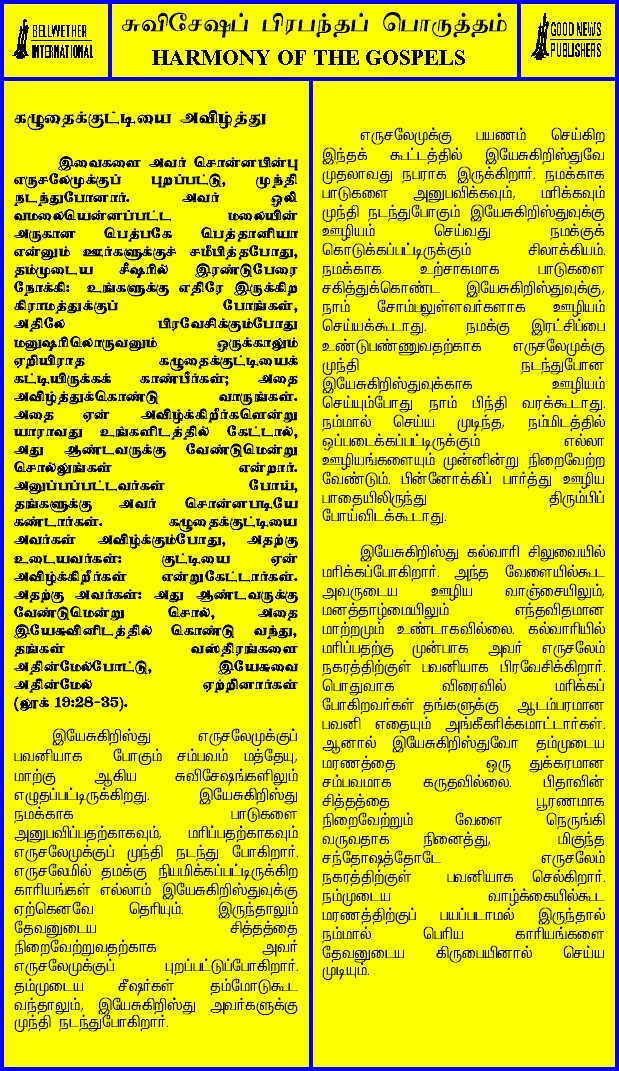 BELLWETHER
INTERNATIONAL
சுவிசேஷப் பிரபந்தப் பொருத்தம்
HARMONY OF THE GOSPELS
GOOD NEWS
PUBLISHERS
கழுதைக்குட்டியை அவிழ்த்து
இவைகளை அவர் சொன்னபின்பு
எருசலேமுக்குப் புறப்பட்டு, முந்தி
நடந்துபோனார். அவர் ஒலி
வமலையென்னப்பட்ட மலையின்
அருகான பெத்பகே பெத்தானியா
என்னும் ஊர்களுக்குச் சமீபித்தபோது,
தம்முடைய சீஷரில் இரண்டுபேரை
நோக்கி: உங்களுக்கு எதிரே இருக்கிற
கிராமத்துக்குப் போங்கள்,
அதிலே பிரவேசிக்கும்போது
மனுஷரிலொருவனும் ஒருக்காலும்
ஏறியிராத கழுதைக்குட்டியைக்
கட்டியிருக்கக் காண்பீர்கள்; அதை
அவிழ்த்துக்கொண்டு வாருங்கள்.
அதை ஏன் அவிழ்க்கிறீர்களென்று
யாராவது உங்களிடத்தில் கேட்டால்,
அது ஆண்டவருக்கு வேண்டுமென்று
சொல்லுங்கள் என்றார்.
அனுப்பப்பட்டவர்கள் போய்,
தங்களுக்கு அவர் சொன்னபடியே
கண்டார்கள். கழுதைக்குட்டியை
அவர்கள் அவிழ்க்கும்போது, அதற்கு
உடையவர்கள்: குட்டியை ஏன்
அவிழ்க்கிறீர்கள் என்றுகேட்டார்கள்.
அதற்கு அவர்கள்: அது ஆண்டவருக்கு
வேண்டுமென்று சொல், அதை
இயேசுவினிடத்தில் கொண்டு வந்து,
தங்கள் வஸ்திரங்களை
அதின்மேல்போட்டு, இயேசுவை
அதின்மேல் ஏற்றினார்கள்
(லூக் 19:28-35).
இயேசுகிறிஸ்து எருசலேமுக்குப்
பவனியாக போகும் சம்பவம் மத்தேயு,
மாற்கு ஆகிய சுவிசேஷங்களிலும்
எழுதப்பட்டிருக்கிறது. இயேசுகிறிஸ்து
நமக்காக பாடுகளை
அனுபவிப்பதற்காகவும், மரிப்பதற்காகவும்
எருசலேமுக்குப் முந்தி நடந்து போகிறார்.
எருசலேமில் தமக்கு நியமிக்கப்பட்டிருக்கிற
காரியங்கள் எல்லாம் இயேசுகிறிஸ்துவுக்கு
ஏற்கெனவே தெரியும். இருந்தாலும்
தேவனுடைய சித்தத்தை
நிறைவேற்றுவதற்காக அவர்
எருசலேமுக்குப் புறப்பட்டுப்போகிறார்.
தம்முடைய சீஷர்கள் தம்மோடுகூட
வந்தாலும், இயேசுகிறிஸ்து அவர்களுக்கு
முந்தி நடந்துபோகிறார்.
எருசலேமுக்கு பயணம் செய்கிற
இந்தக் கூட்டத்தில் இயேசுகிறிஸ்துவே
முதலாவது நபராக இருக்கிறார். நமக்காக
பாடுகளை அனுபவிக்கவும், மரிக்கவும்
முந்தி நடந்துபோகும் இயேசுகிறிஸ்துவுக்கு
ஊழியம் செய்வது நமக்குக்
கொடுக்கப்பட்டிருக்கும் சிலாக்கியம்.
நமக்காக உற்சாகமாக பாடுகளை
சகித்துக்கொண்ட இயேசுகிறிஸ்துவுக்கு,
நாம் சோம்பலுள்ளவர்களாக ஊழியம்
செய்யக்கூடாது. நமக்கு இரட்சிப்பை
உண்டுபண்ணுவதற்காக எருசலேமுக்கு
முந்தி நடந்துபோன
இயேசுகிறிஸ்துவுக்காக ஊழியம்
செய்யும்போது நாம் பிந்தி வரக்கூடாது.
நம்மால் செய்ய முடிந்த, நம்மிடத்தில்
ஒப்படைக்கப்பட்டிருக்கும் எல்லா
ஊழியங்களையும் முன்னின்று நிறைவேற்ற
வேண்டும். பின்னோக்கிப் பார்த்து ஊழிய
பாதையிலிருந்து திரும்பிப்
போய்விடக்கூடாது.
இயேசுகிறிஸ்து கல்வாரி சிலுவையில்
மரிக்கப்போகிறார். அந்த வேளையில்கூட
அவருடைய ஊழிய வாஞ்சையிலும்,
மனத்தாழ்மையிலும் எந்தவிதமான
மாற்றமும் உண்டாகவில்லை. கல்வாரியில்
மரிப்பதற்கு முன்பாக அவர் எருசலேம்
நகரத்திற்குள் பவனியாக பிரவேசிக்கிறார்.
பொதுவாக விரைவில் மரிக்கப்
போகிறவர்கள் தங்களுக்கு ஆடம்பரமான
பவனி எதையும் அங்கீகரிக்கமாட்டார்கள்.
ஆனால் இயேசுகிறிஸ்துவோ தம்முடைய
மரணத்தை ஒரு துக்கரமான
சம்பவமாக கருதவில்லை. பிதாவின்
சித்தத்தை பூரணமாக
நிறைவேற்றும் வேளை நெருங்கி
வருவதாக நினைத்து, மிகுந்த
சந்தோஷத்தோடே எருசலேம்
நகரத்திற்குள் பவனியாக செல்கிறார்.
நம்முடைய வாழ்க்கையில்கூட
மரணத்திற்குப் பயப்படாமல் இருந்தால்
நம்மால் பெரிய காரியங்களை
தேவனுடைய கிருபையினால் செய்ய
முடியும்.